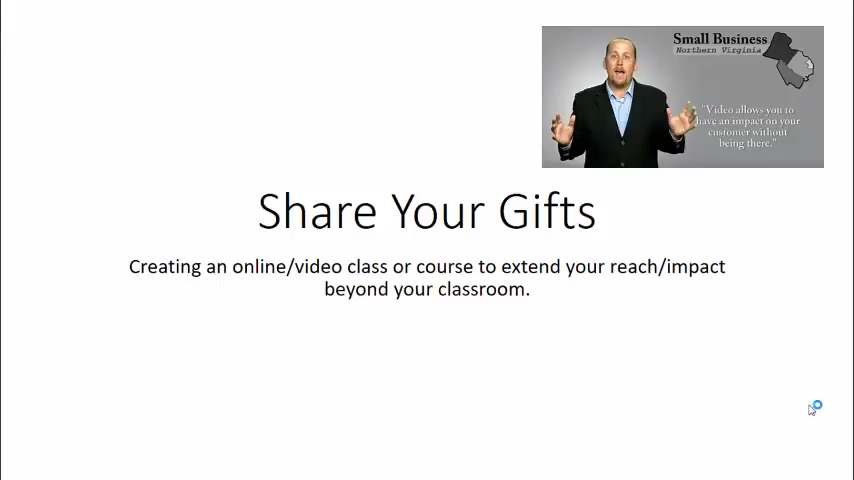 Small Business
Northern Virginia
"Video allows you to
have an impact on your
customer without
being there."
Share Your Gifts
Creating an online/video class or course to extend your reach/impact
beyond your classroom.